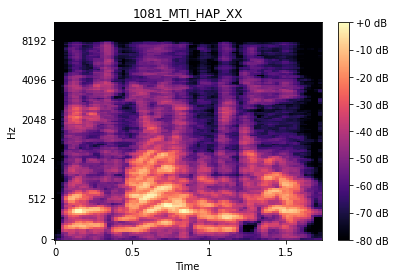 1081_MTI_HAP_XX
8192
4096
2048
1024
512
0
Hz
0
0.5
1
1.5
Time
+0 dB
-10 dB
-20 dB
-30 dB
-40 dB
-50 dB
-60 dB
-70 dB
-80 dB